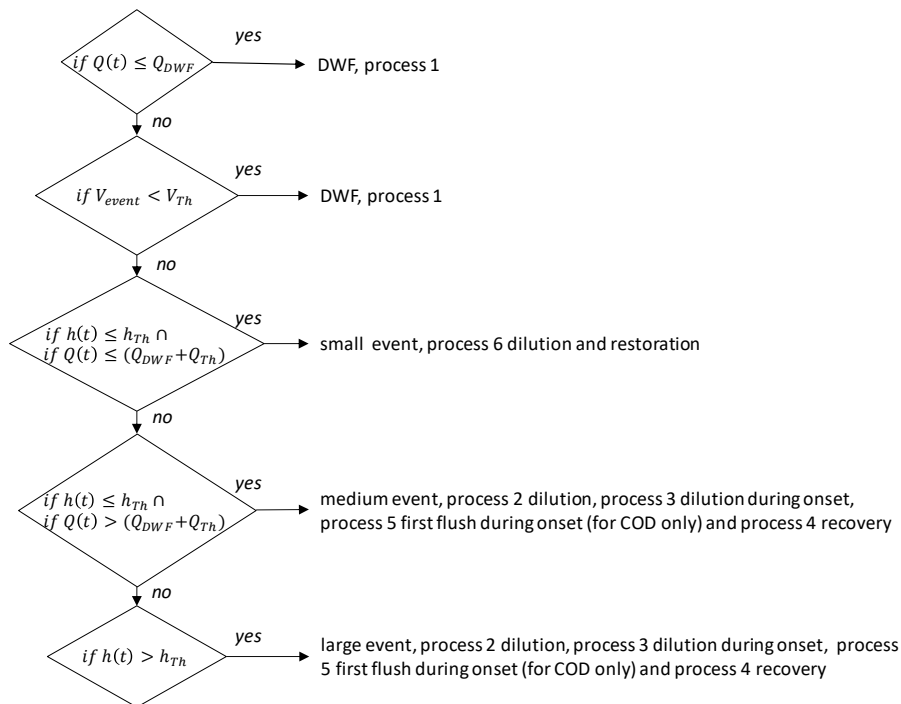 yes
if Q(t) ≤ Q_DWF
DWF, process 1
no
yes
if V_event < V_Th
DWF, process 1
no
yes
if h(t) ≤ h_Th ∩
if Q(t) ≤ (Q_DWF+Q_Th)
small event, process 6 dilution and restoration
no
yes
if h(t) ≤ h_Th ∩
if Q(t) > (Q_DWF+Q_Th)
medium event, process 2 dilution, process 3 dilution during onset,
process 5 first flush during onset (for COD only) and process 4 recovery
no
yes
if h(t) > h_Th
large event, process 2 dilution, process 3 dilution during onset, process
5 first flush during onset (for COD only) and process 4 recovery